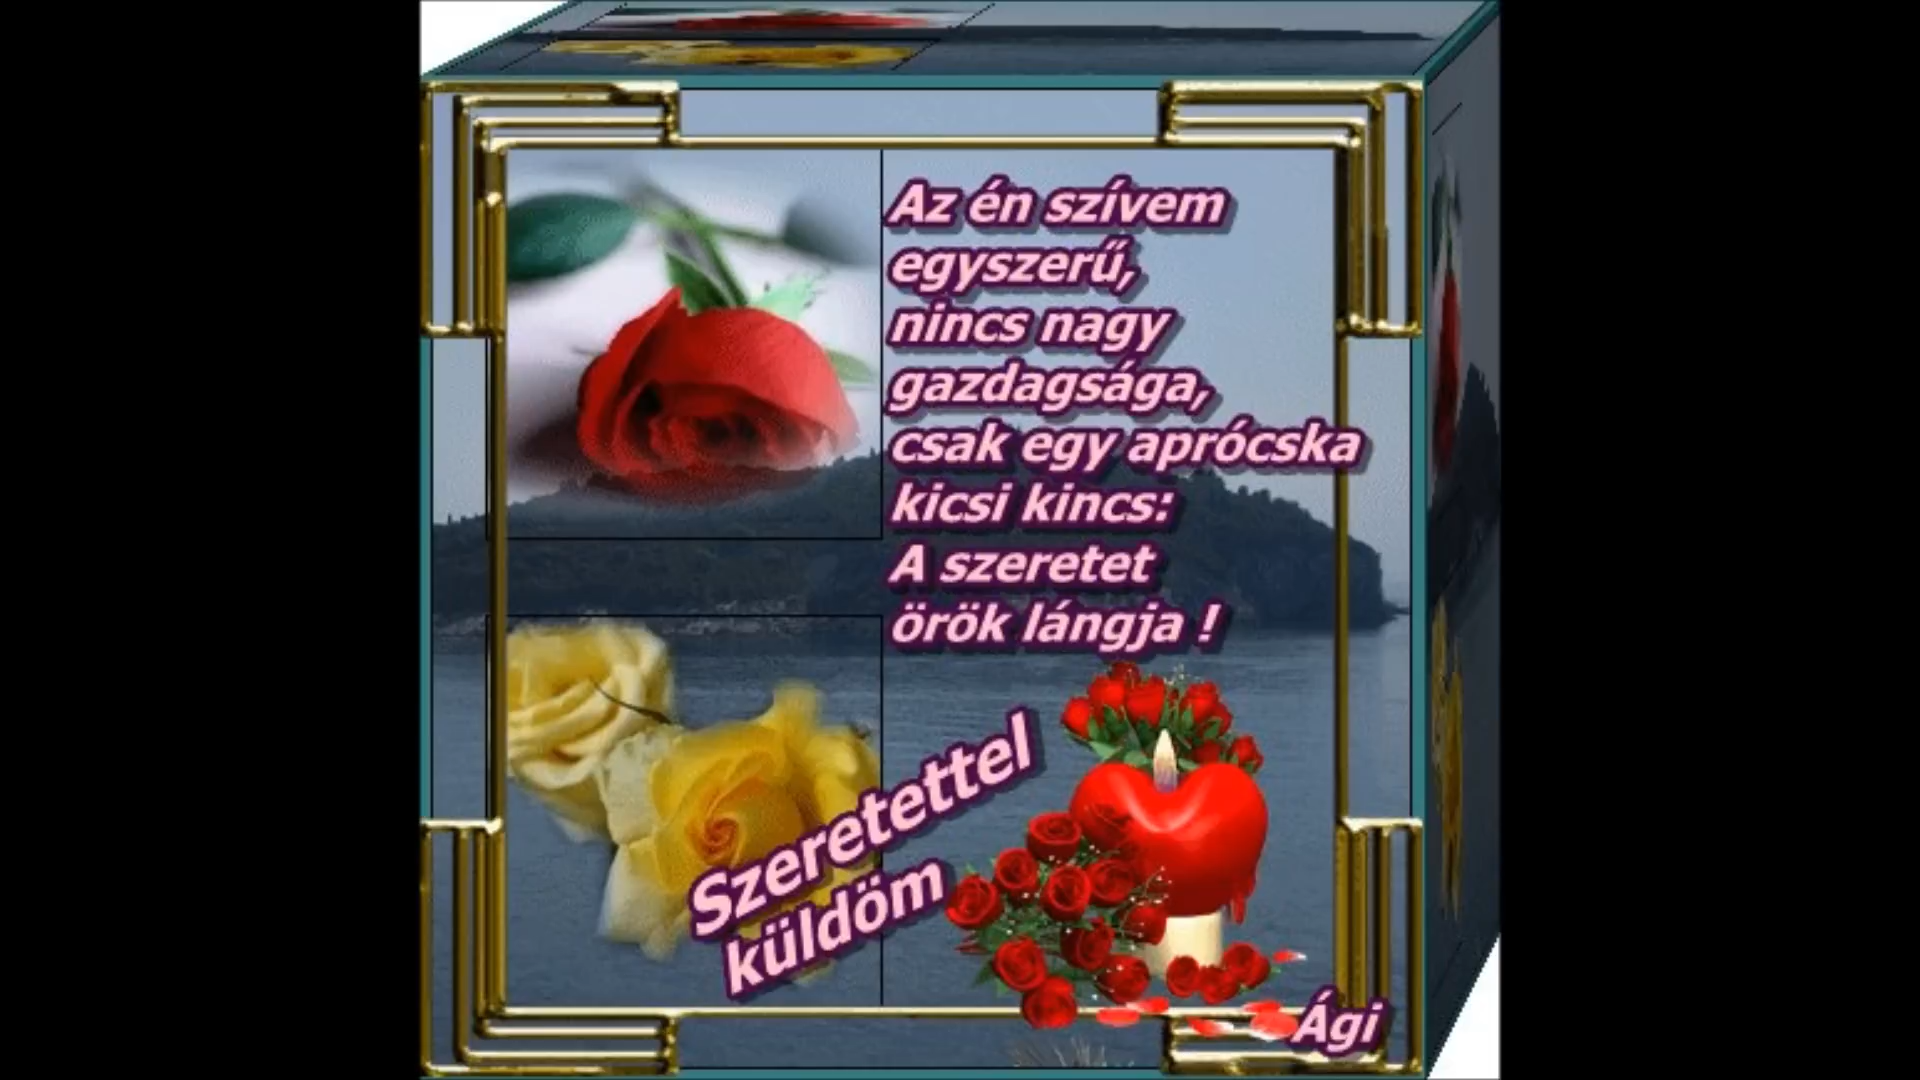 Az én szívem
egyszerű,
nincs nagy
gazdagsága,
csak egy aprócska
kicsi kincs:
A szeretet
örök lángja !
Szeretettel
küldöm
Ági